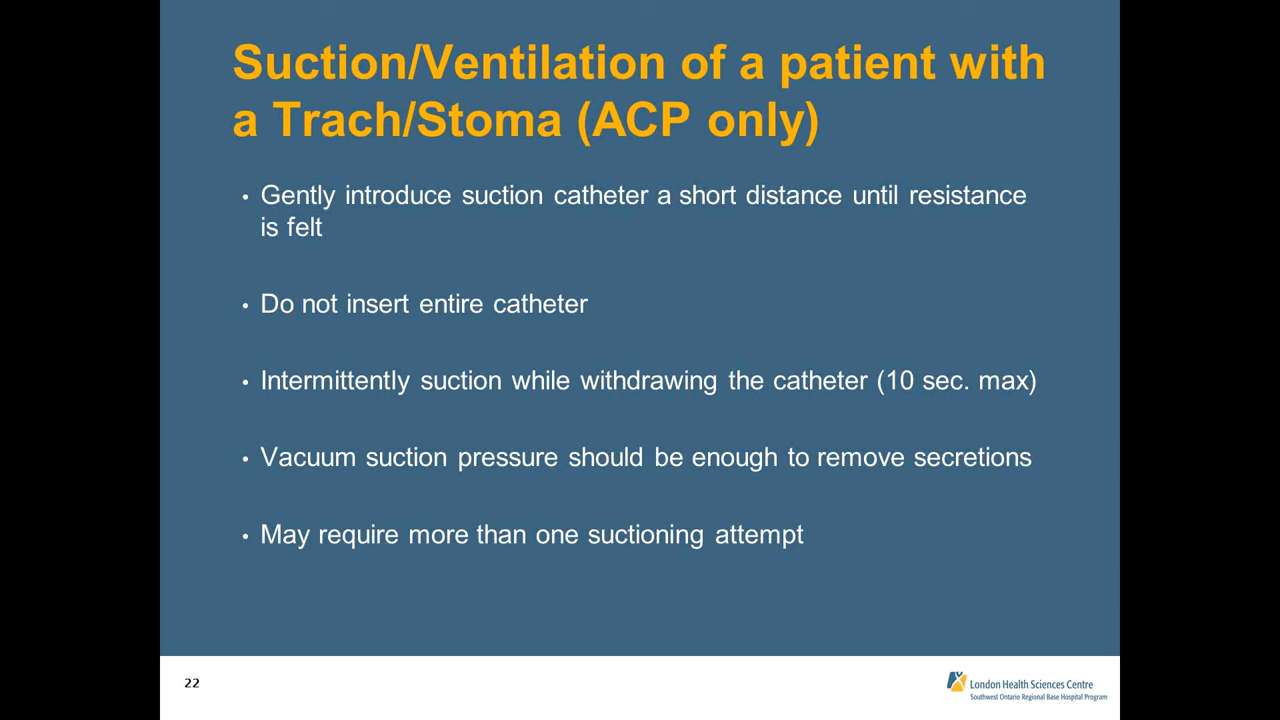 Suction/Ventilation of a patient with
a Trach/Stoma (ACP only)
• Gently introduce suction catheter a short distance until resistance
is felt
• Do not insert entire catheter
• Intermittently suction while withdrawing the catheter (10 sec. max)
• Vacuum suction pressure should be enough to remove secretions
• May require more than one suctioning attempt
22
London Health Sciences Centre
Southwest Ontario Regional Base Hospital Program